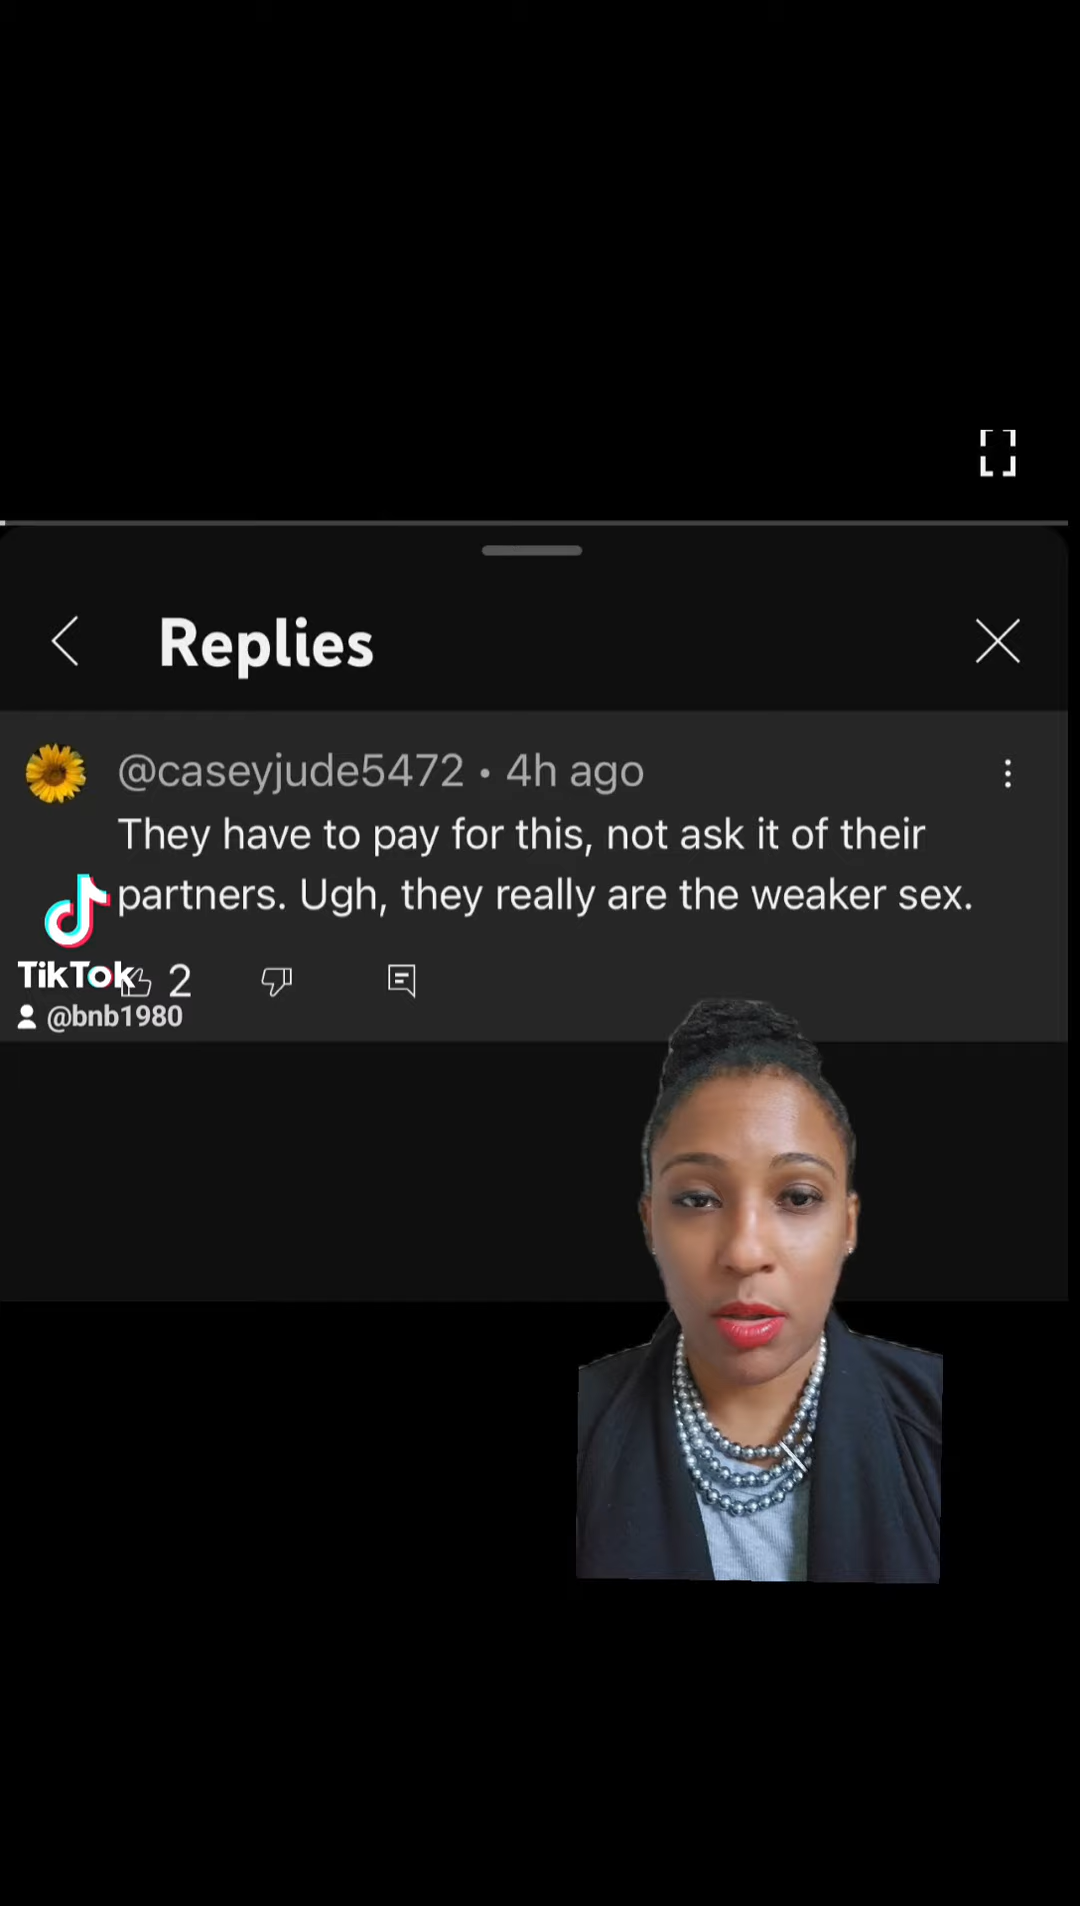 Replies
@caseyjude5472 • 4h ago
They have to pay for this, not ask it of their
partners. Ugh, they really are the weaker sex.
2
TikTok
@bnb1980